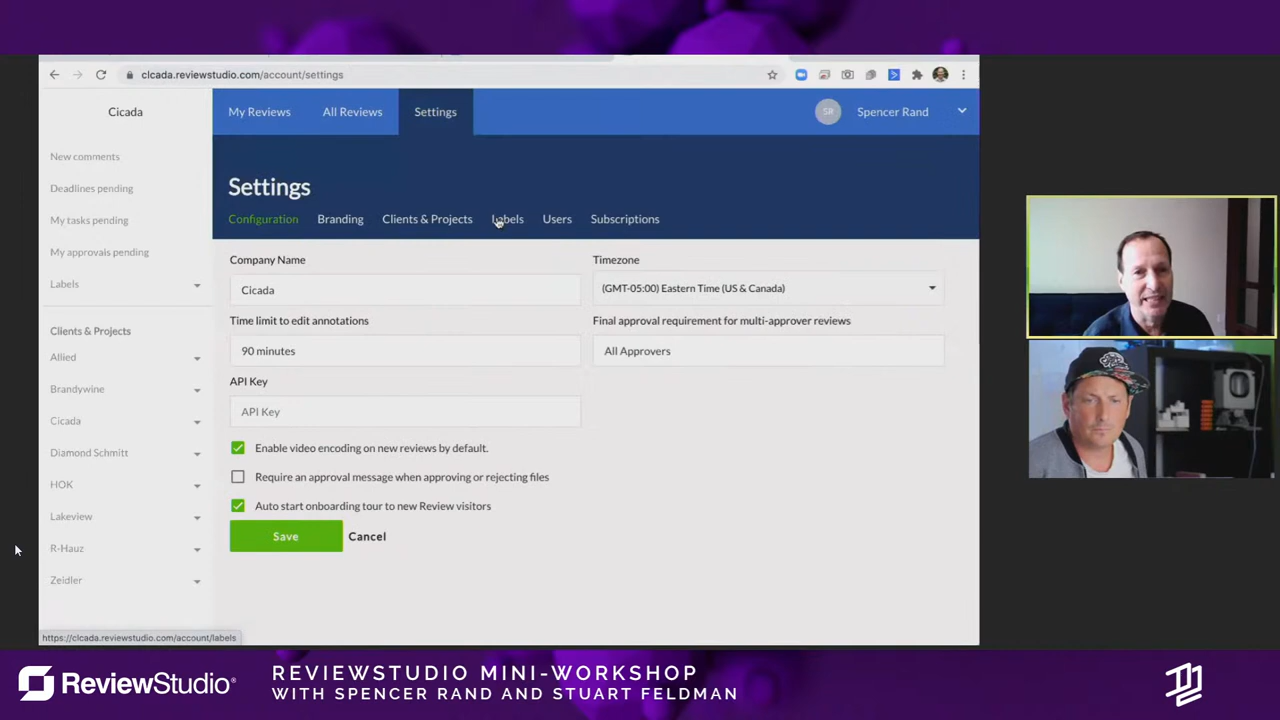 clcada.reviewstudio.com/account/settings
Cicada
My Reviews
All Reviews
Settings
SR
Spencer Rand
New comments
Deadlines pending
My tasks pending
My approvals pending
Labels
Clients & Projects
Allied
Brandywine
Cicada
Diamond Schmitt
HOK
Lakeview
R-Hauz
Zeidler
Settings
Configuration
Branding
Clients & Projects
Labels
Users
Subscriptions
Company Name
Cicada
Timezone
(GMT-05:00) Eastern Time (US & Canada)
Time limit to edit annotations
90 minutes
Final approval requirement for multi-approver reviews
All Approvers
API Key
API Key
Enable video encoding on new reviews by default.
Require an approval message when approving or rejecting files
Auto start onboarding tour to new Review visitors
Save
Cancel
https://clcada.reviewstudio.com/account/labels
ReviewStudio®
REVIEWSTUDIO MINI-WORKSHOP
WITH SPENCER RAND AND STUART FELDMAN